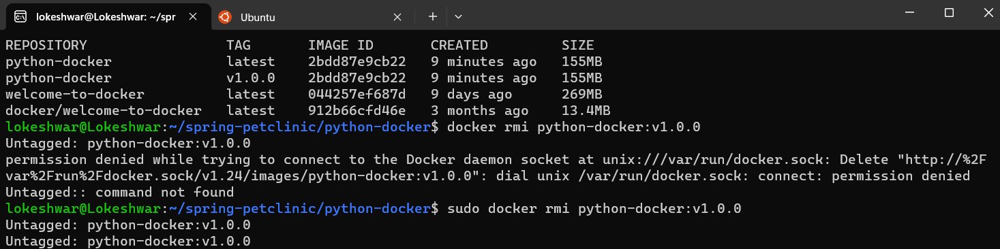 lokeshwar@Lokeshwar: ~/spr
Ubuntu
REPOSITORY TAG IMAGE ID CREATED SIZE
python-docker latest 2bdd87e9cb22 9 minutes ago 155MB
python-docker v1.0.0 2bdd87e9cb22 9 minutes ago 155MB
welcome-to-docker latest 044257ef687d 9 days ago 269MB
docker/welcome-to-docker latest 912b66cfd46e 3 months ago 13.4MB
lokeshwar@Lokeshwar:~/spring-petclinic/python-docker$ docker rmi python-docker:v1.0.0
Untagged: python-docker:v1.0.0
permission denied while trying to connect to the Docker daemon socket at unix:///var/run/docker.sock: Delete "http://%2F
var%2Frun%2Fdocker.sock/v1.24/images/python-docker:v1.0.0": dial unix /var/run/docker.sock: connect: permission denied
Untagged:: command not found
lokeshwar@Lokeshwar:~/spring-petclinic/python-docker$ sudo docker rmi python-docker:v1.0.0
Untagged: python-docker:v1.0.0
Untagged: python-docker:v1.0.0